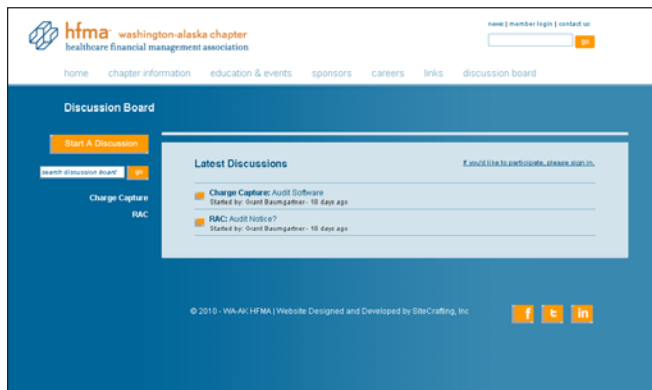 news | member login | contact us
hfma washington-alaska chapter
healthcare financial management association
go
home chapter information education & events sponsors careers links discussion board
Discussion Board
Start A Discussion
search discussion board go
Charge Capture
RAC
Latest Discussions
If you'd like to participate, please sign in.
Charge Capture: Audit Software
Started by: Grant Baumgartner - 18 days ago
RAC: Audit Notice?
Started by: Grant Baumgartner - 18 days ago
© 2010 - WA-AK HFMA | Website Designed and Developed by SiteCrafting, Inc
f t in